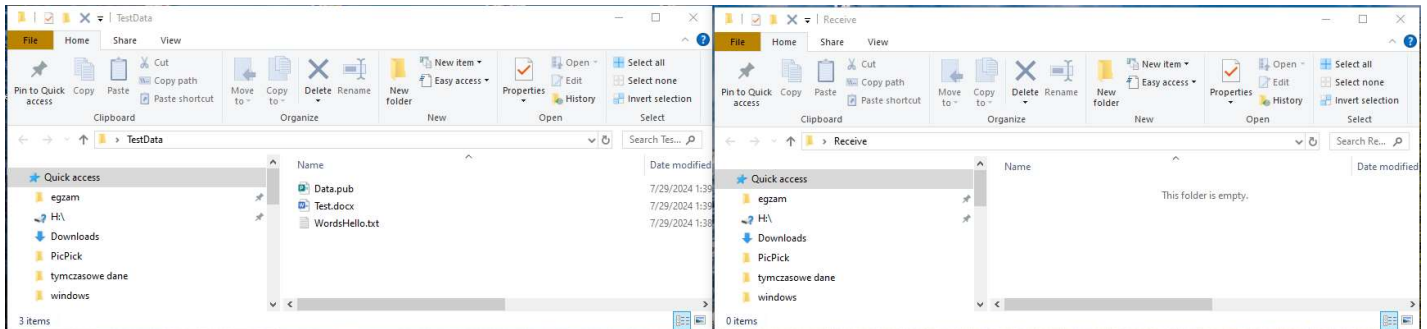 TestData
File Home Share View
Pin to Quick access
Copy
Paste
Cut
Copy path
Paste shortcut
Clipboard
Move to
Copy to
Delete
Rename
Organize
New folder
New item
Easy access
New
Properties
Open
Edit
History
Open
Select all
Select none
Invert selection
Select
TestData
Search Tes...
Quick access
egzam
H:\
Downloads
PicPick
tymczasowe dane
windows
Name Date modified
Data.pub 7/29/2024 1:39
Test.docx 7/29/2024 1:39
WordsHello.txt 7/29/2024 1:38
3 items
Receive
File Home Share View
Pin to Quick access
Copy
Paste
Cut
Copy path
Paste shortcut
Clipboard
Move to
Copy to
Delete
Rename
Organize
New folder
New item
Easy access
New
Properties
Open
Edit
History
Open
Select all
Select none
Invert selection
Select
Receive
Search Re...
Quick access
egzam
H:\
Downloads
PicPick
tymczasowe dane
windows
Name Date modified
This folder is empty.
0 items